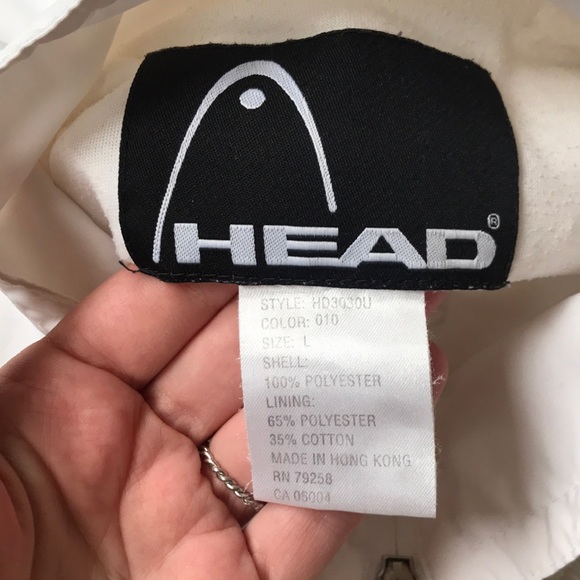 HEAD®
STYLE: HD3030U
COLOR: 010
SIZE: L
SHELL:
100% POLYESTER
LINING:
65% POLYESTER
35% COTTON
MADE IN HONG KONG
RN 79258
CA 06004